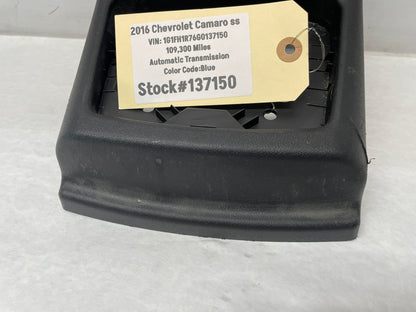 2016 Chevrolet Camaro ss
VIN: 1G1FH1R76G0137150
109,300 Miles
Automatic Transmission
Color Code:Blue
Stock#137150